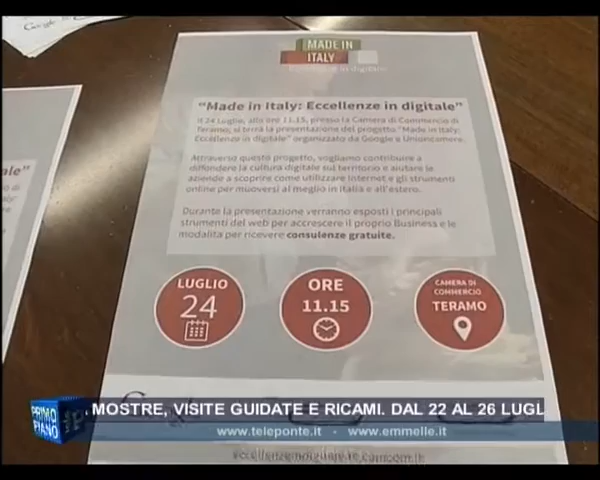 Google
MADE IN
ITALY
"Made in Italy: Eccellenze in digitale"
Il 24 Luglio, alle ore 11.15, presso la Camera di Commercio di
Teramo, si terrà la presentazione del progetto "Made in Italy:
Eccellenze in digitale" organizzato da Google e Unioncamere.
Attraverso questo progetto, vogliamo contribuire a
diffondere la cultura digitale sul territorio e aiutare le
aziende a scoprire come utilizzare internet e gli strumenti
online per muoversi al meglio in Italia e all'estero.
Durante la presentazione verranno esposti i principali
strumenti del web per accrescere il proprio Business e le
modalità per ricevere consulenze gratuite.
LUGLIO
24
ORE
11.15
CAMERA DI
COMMERCIO
TERAMO
PRIMO
PIANO
MOSTRE, VISITE GUIDATE E RICAMI. DAL 22 AL 26 LUGL
www.teleponte.it - www.emmelle.it